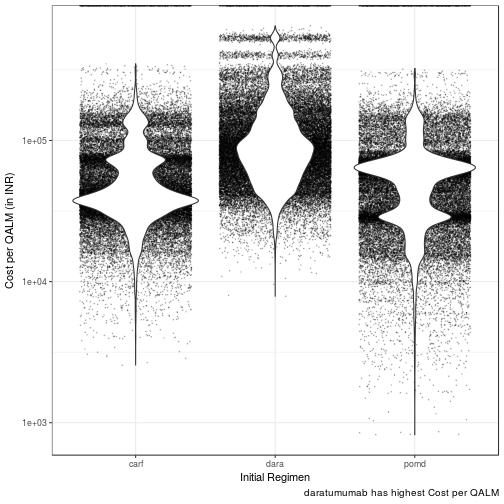 Cost per QALM (in INR)
1e+05
1e+04
1e+03
carf
dara
pomd
Initial Regimen
daratumumab has highest Cost per QALM